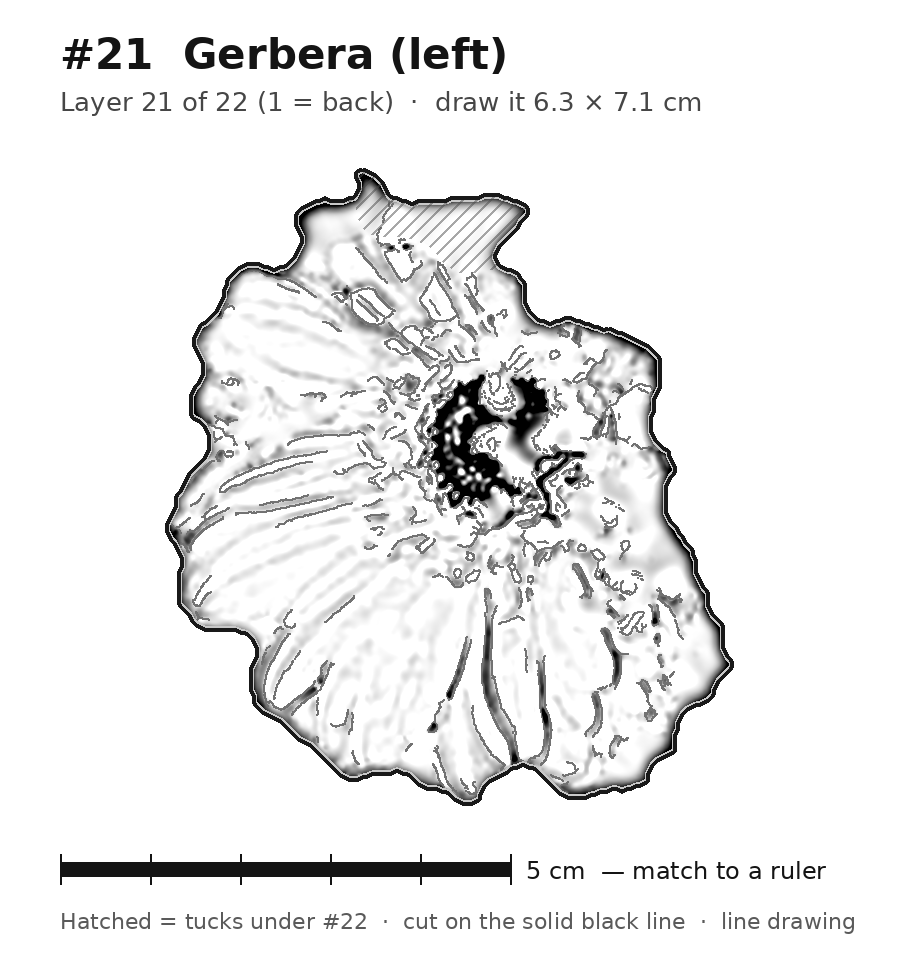 #21 Gerbera (left)
Layer 21 of 22 (1 = back) · draw it 6.3 × 7.1 cm
5 cm — match to a ruler
Hatched = tucks under #22 · cut on the solid black line · line drawing